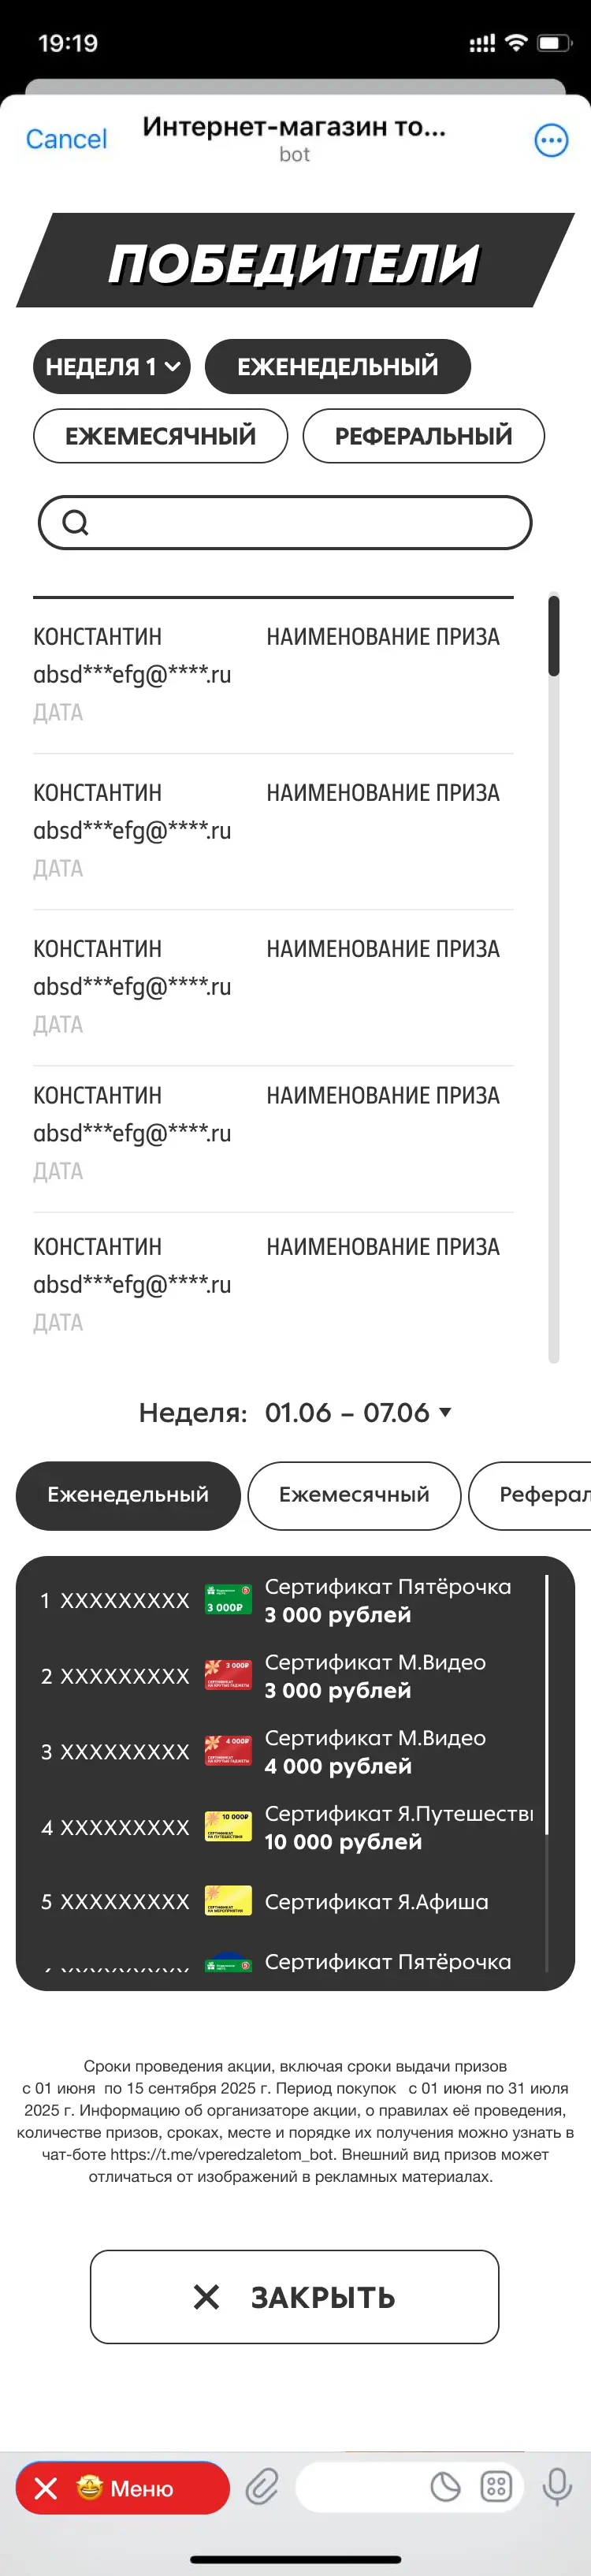 19:19
Cancel
Интернет-магазин то...
bot
ПОБЕДИТЕЛИ
НЕДЕЛЯ 1
ЕЖЕНЕДЕЛЬНЫЙ
ЕЖЕМЕСЯЧНЫЙ
РЕФЕРАЛЬНЫЙ
КОНСТАНТИН НАИМЕНОВАНИЕ ПРИЗА
absd***efg@****.ru
ДАТА
КОНСТАНТИН НАИМЕНОВАНИЕ ПРИЗА
absd***efg@****.ru
ДАТА
КОНСТАНТИН НАИМЕНОВАНИЕ ПРИЗА
absd***efg@****.ru
ДАТА
КОНСТАНТИН НАИМЕНОВАНИЕ ПРИЗА
absd***efg@****.ru
ДАТА
КОНСТАНТИН НАИМЕНОВАНИЕ ПРИЗА
absd***efg@****.ru
ДАТА
Неделя: 01.06 – 07.06
Еженедельный
Ежемесячный
Реферал
1 XXXXXXXXX
3 000₽
Сертификат Пятёрочка
3 000 рублей
2 XXXXXXXXX
3 000₽
Сертификат М.Видео
3 000 рублей
3 XXXXXXXXX
4 000₽
Сертификат М.Видео
4 000 рублей
4 XXXXXXXXX
10 000₽
Сертификат Я.Путешестви
10 000 рублей
5 XXXXXXXXX
Сертификат Я.Афиша
Сертификат Пятёрочка
Сроки проведения акции, включая сроки выдачи призов
с 01 июня по 15 сентября 2025 г. Период покупок с 01 июня по 31 июля
2025 г. Информацию об организаторе акции, о правилах её проведения,
количестве призов, сроках, месте и порядке их получения можно узнать в
чат-боте https://t.me/vperedzaletom_bot. Внешний вид призов может
отличаться от изображений в рекламных материалах.
ЗАКРЫТЬ
Меню